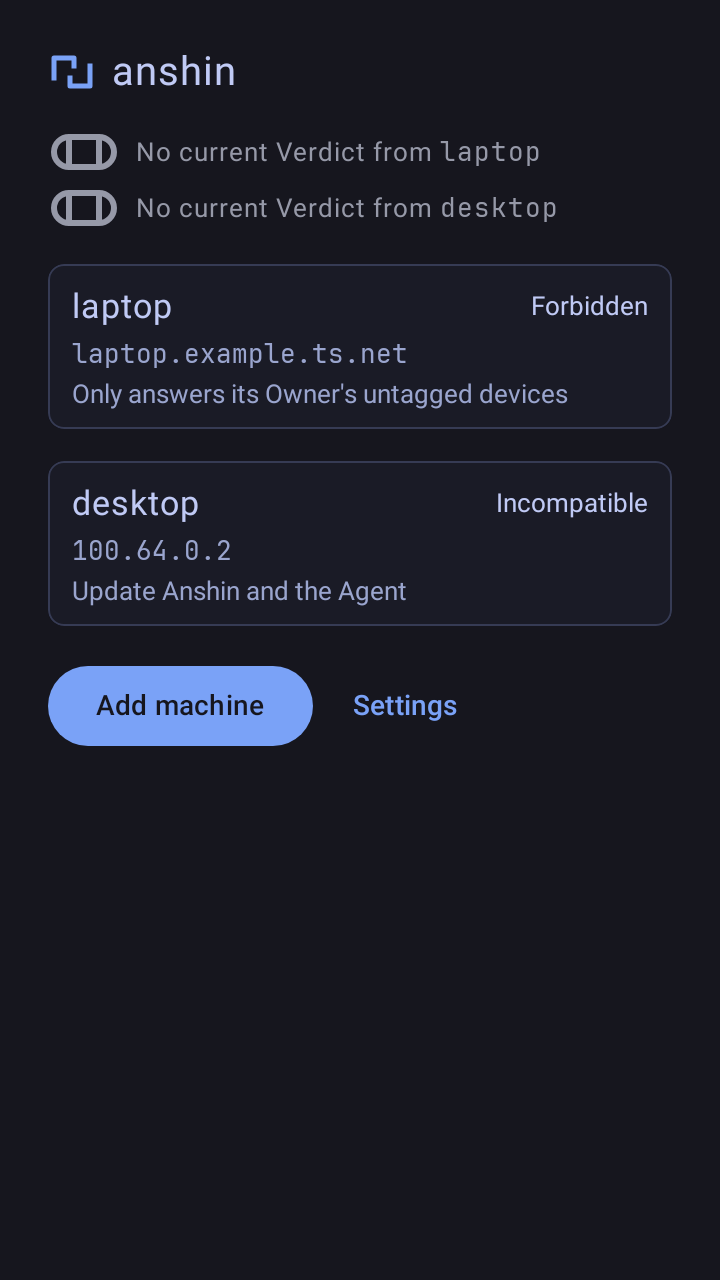 anshin
No current Verdict from laptop
No current Verdict from desktop
laptop
Forbidden
laptop.example.ts.net
Only answers its Owner's untagged devices
desktop
Incompatible
100.64.0.2
Update Anshin and the Agent
Add machine
Settings